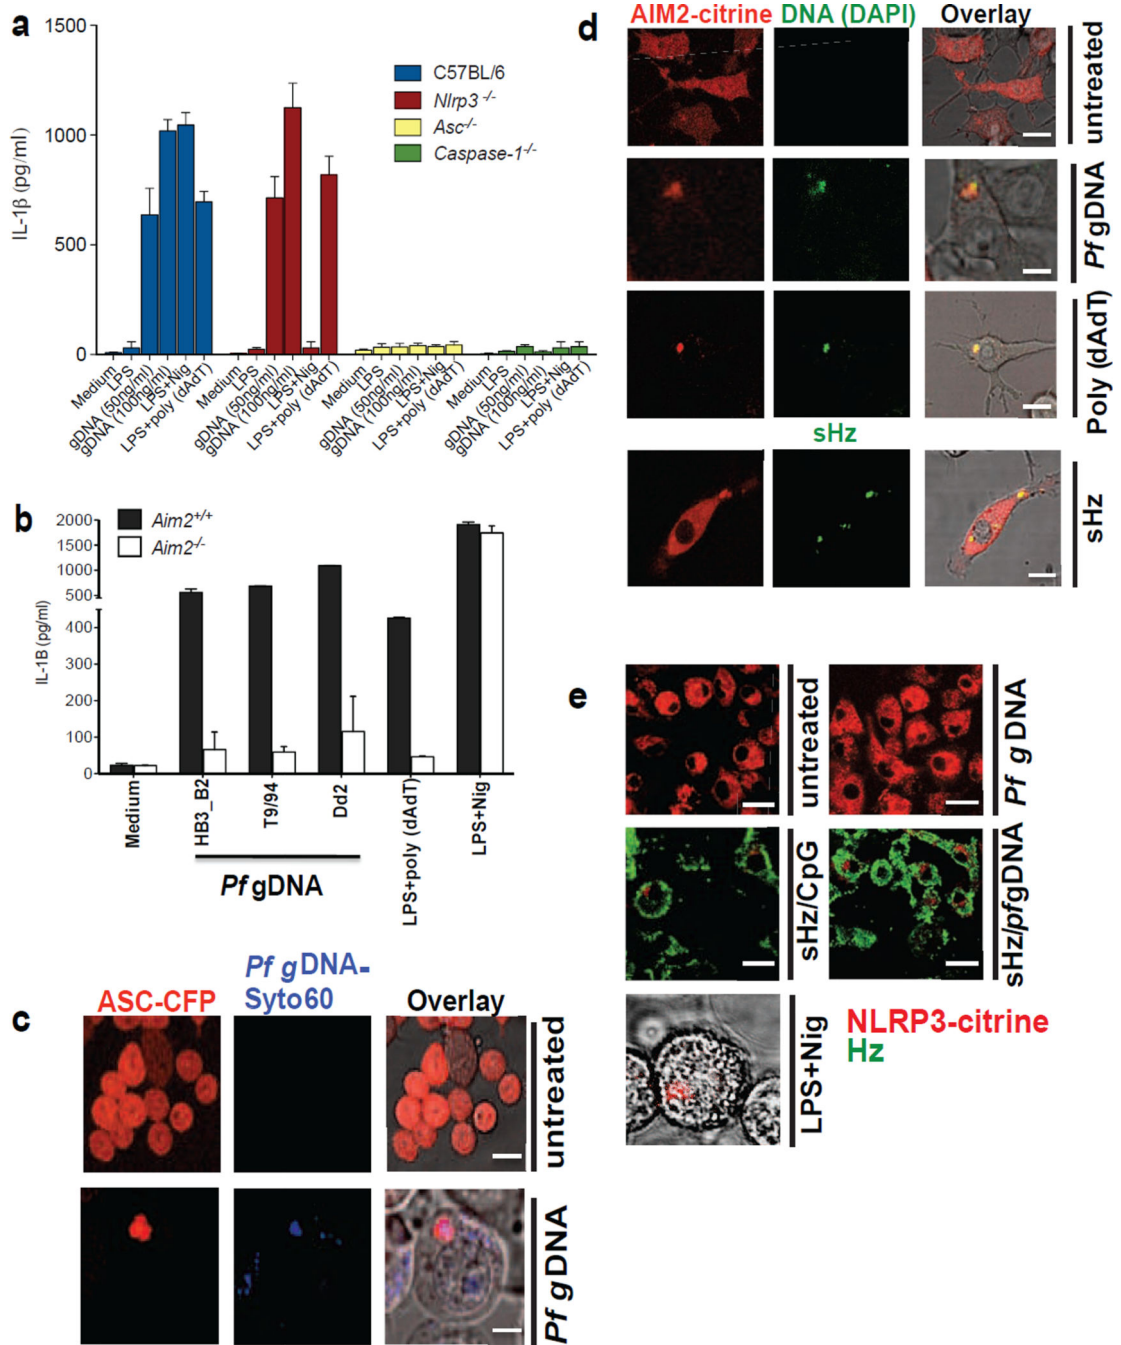 a
1500
1000
500
0
IL-1β (pg/ml)
C57BL/6
Nlrp3 -/-
Asc-/-
Caspase-1-/-
Medium
LPS
gDNA (50ng/ml)
gDNA (100ng/ml)
LPS+Nig
LPS+poly (dAdT)
Medium
LPS
gDNA (50ng/ml)
gDNA (100ng/ml)
LPS+Nig
LPS+poly (dAdT)
Medium
LPS
gDNA (50ng/ml)
gDNA (100ng/ml)
LPS+Nig
LPS+poly (dAdT)
Medium
LPS
gDNA (50ng/ml)
gDNA (100ng/ml)
LPS+Nig
LPS+poly (dAdT)
b
2000
1500
1000
500
400
300
200
100
0
IL-1B (pg/ml)
Aim2+/+
Aim2-/-
Medium
HB3_B2
T9/94
Dd2
LPS+poly (dAdT)
LPS+Nig
Pf gDNA
c
ASC-CFP
Pf gDNA-
Syto60
Overlay
untreated
Pf gDNA
d
AIM2-citrine
DNA (DAPI)
Overlay
untreated
Pf gDNA
Poly (dAdT)
sHz
sHz
e
untreated
Pf gDNA
sHz/CpG
sHz/pfgDNA
LPS+Nig
NLRP3-citrine
Hz